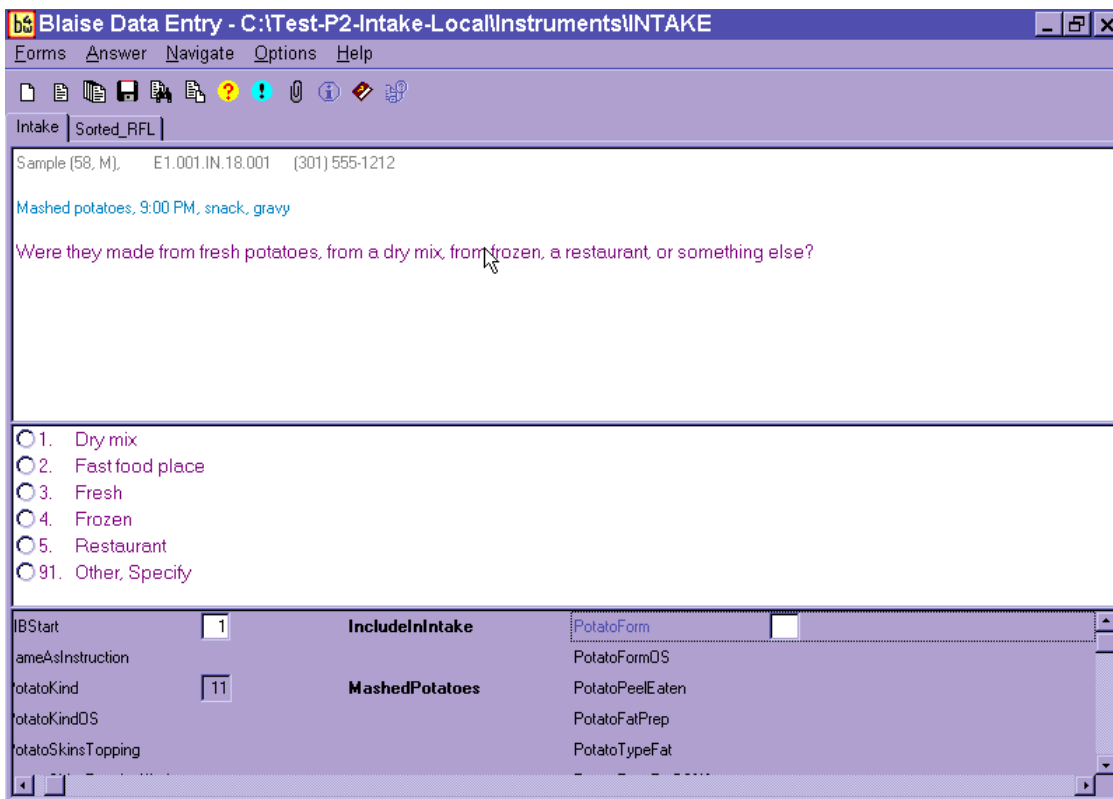 Blaise Data Entry - C:\Test-P2-Intake-Local\Instruments\INTAKE
Forms Answer Navigate Options Help
Intake Sorted_RFL
Sample (58, M), E1.001.IN.18.001 (301) 555-1212
Mashed potatoes, 9:00 PM, snack, gravy
Were they made from fresh potatoes, from a dry mix, from frozen, a restaurant, or something else?
1. Dry mix
2. Fast food place
3. Fresh
4. Frozen
5. Restaurant
91. Other, Specify
IBStart 1 IncludeInIntake PotatoForm
ameAsInstruction PotatoFormOS
otatoKind 11 MashedPotatoes PotatoPeelEaten
otatoKindOS PotatoFatPrep
otatoSkinsTopping PotatoTypeFat